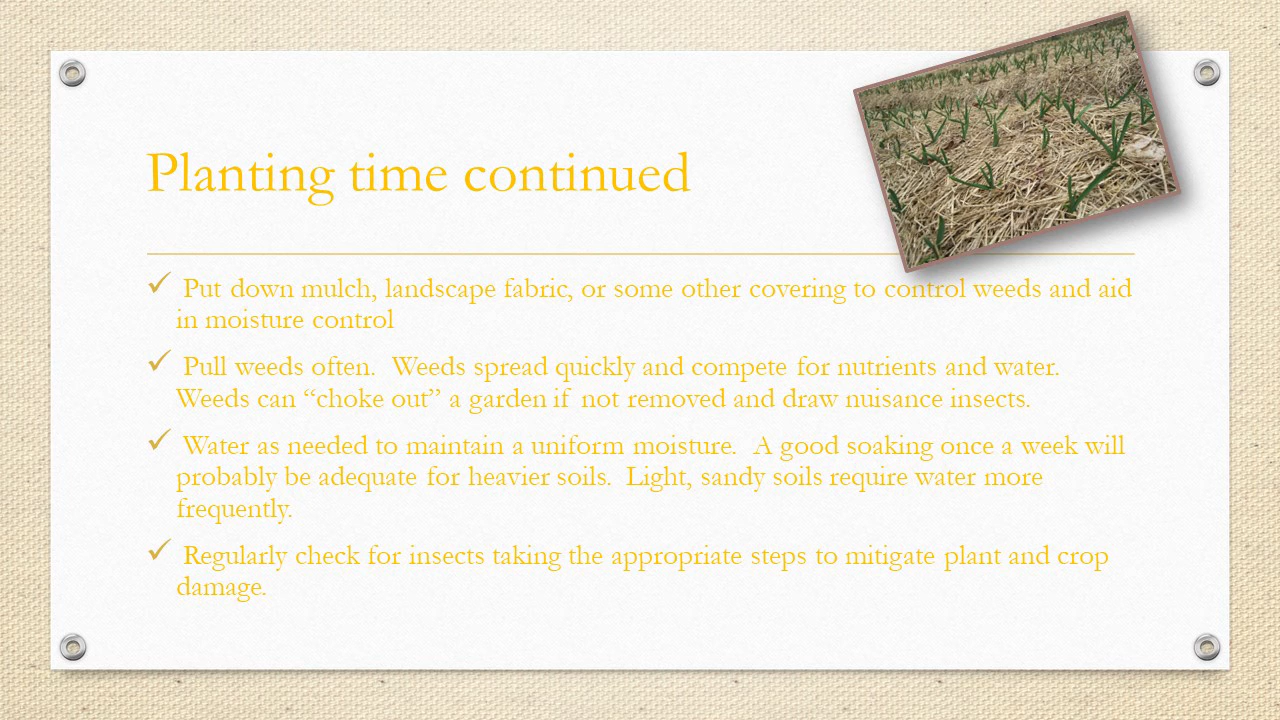 Planting time continued
✓ Put down mulch, landscape fabric, or some other covering to control weeds and aid
in moisture control
✓ Pull weeds often.  Weeds spread quickly and compete for nutrients and water.
Weeds can “choke out” a garden if not removed and draw nuisance insects.
✓ Water as needed to maintain a uniform moisture.  A good soaking once a week will
probably be adequate for heavier soils.  Light, sandy soils require water more
frequently.
✓ Regularly check for insects taking the appropriate steps to mitigate plant and crop
damage.